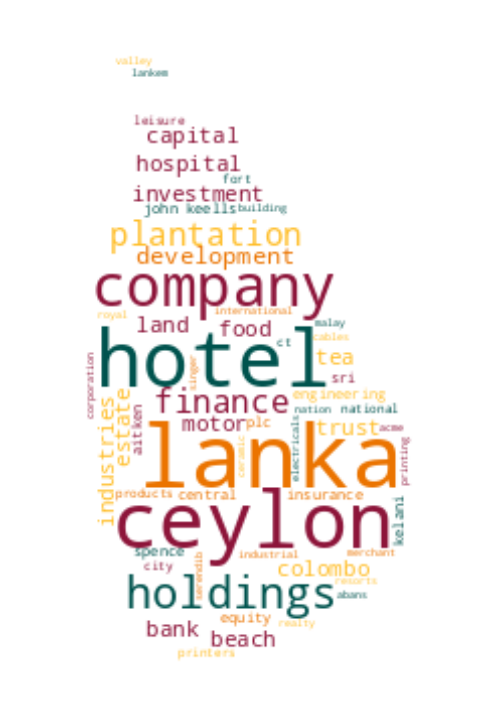 valley
lankem
leisure
capital
hospital
fort
investment
john keells building
plantation
development
company
royal international
land food malay
hotel ct cables
tea
corporation singer sri
finance engineering
industries estate aitken nation national
motor plc trust acme
lanka ceramic electricals printing
products central insurance
ceylon kelani
spence industrial merchant
city serendib colombo
resorts
holdings abans
equity realty
bank beach
printers